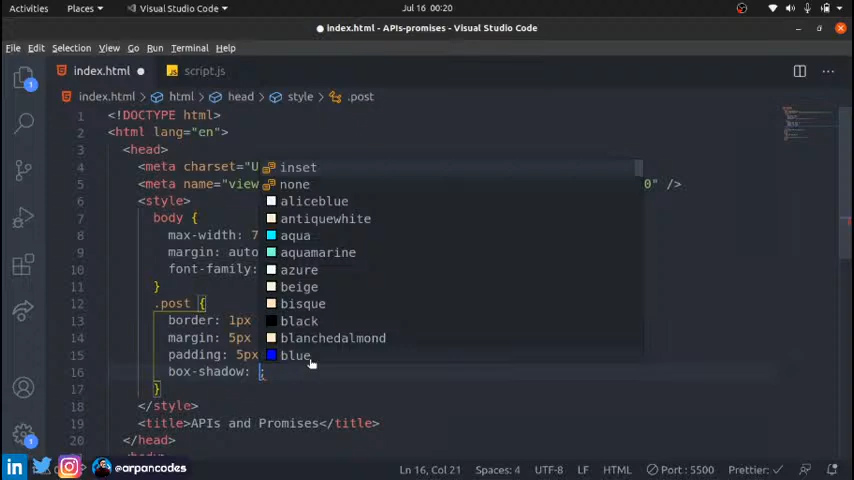 Activities Places Visual Studio Code Jul 16 00:20
index.html - APIs-promises - Visual Studio Code
File Edit Selection View Go Run Terminal Help
index.html script.js
index.html > html > head > style > .post
1 <!DOCTYPE html>
2 <html lang="en">
3 <head>
4 <meta charset="U
5 <meta name="view 0" />
6 <style>
7 body {
8 max-width: 7
9 margin: auto
10 font-family:
11 }
12 .post {
13 border: 1px
14 margin: 5px
15 padding: 5px
16 box-shadow: ;
17 }
18 </style>
19 <title>APIs and Promises</title>
20 </head>
inset
none
aliceblue
antiquewhite
aqua
aquamarine
azure
beige
bisque
black
blanchedalmond
blue
1
1
in @arpancodes
Ln 16, Col 21 Spaces: 4 UTF-8 LF HTML Port : 5500 Prettier: ✓